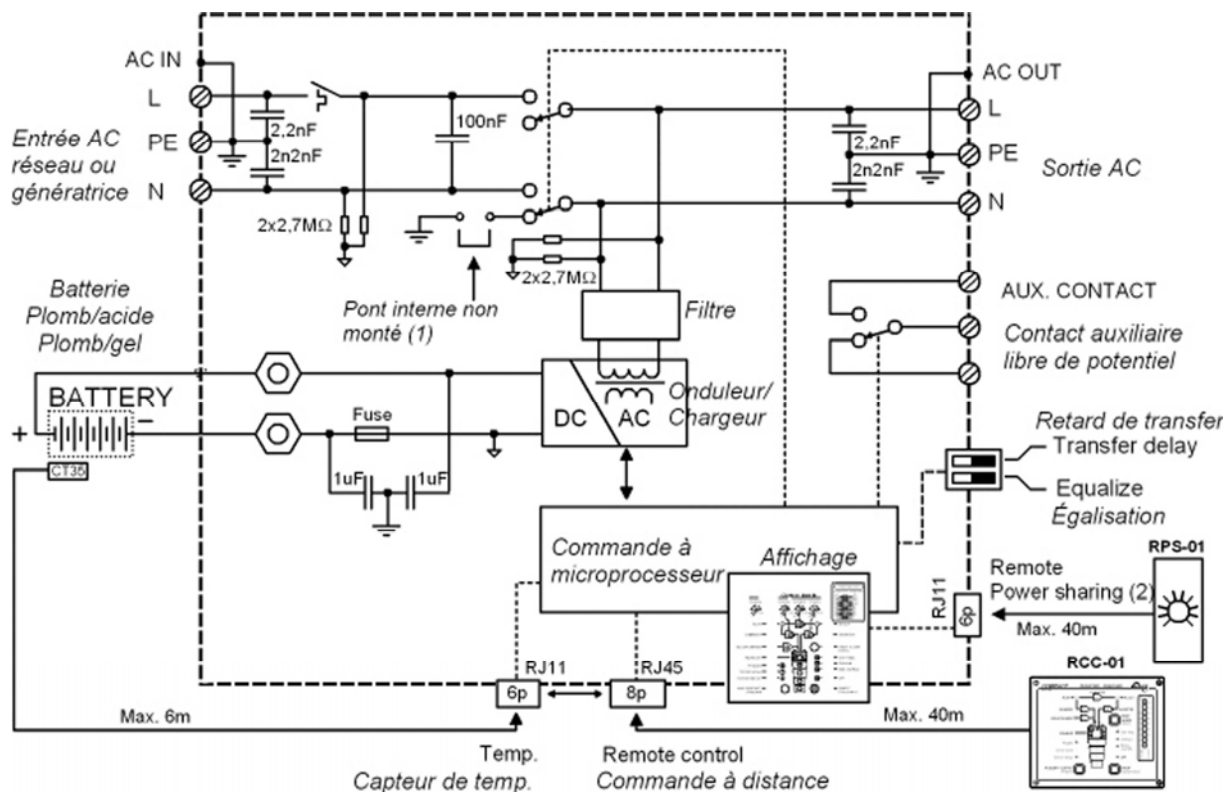 AC IN
L
PE
N
Entrée AC
réseau ou
génératrice
2,2nF
2n2nF
100nF
2x2,7MΩ
2x2,7MΩ
AC OUT
L
PE
N
2,2nF
2n2nF
Sortie AC
Batterie
Plomb/acide
Plomb/gel
Pont interne non
monté (1)
Filtre
AUX. CONTACT
Contact auxiliaire
libre de potentiel
BATTERY
+
−
CT35
Fuse
1uF
1uF
DC
AC
Onduleur/
Chargeur
Retard de transfer
Transfer delay
Equalize
Égalisation
Commande à
microprocesseur
Affichage
RPS-01
Remote
Power sharing (2)
RJ11
6p
Max. 40m
RCC-01
RJ11
6p
RJ45
8p
Max. 6m
Max. 40m
Temp.
Capteur de temp.
Remote control
Commande à distance